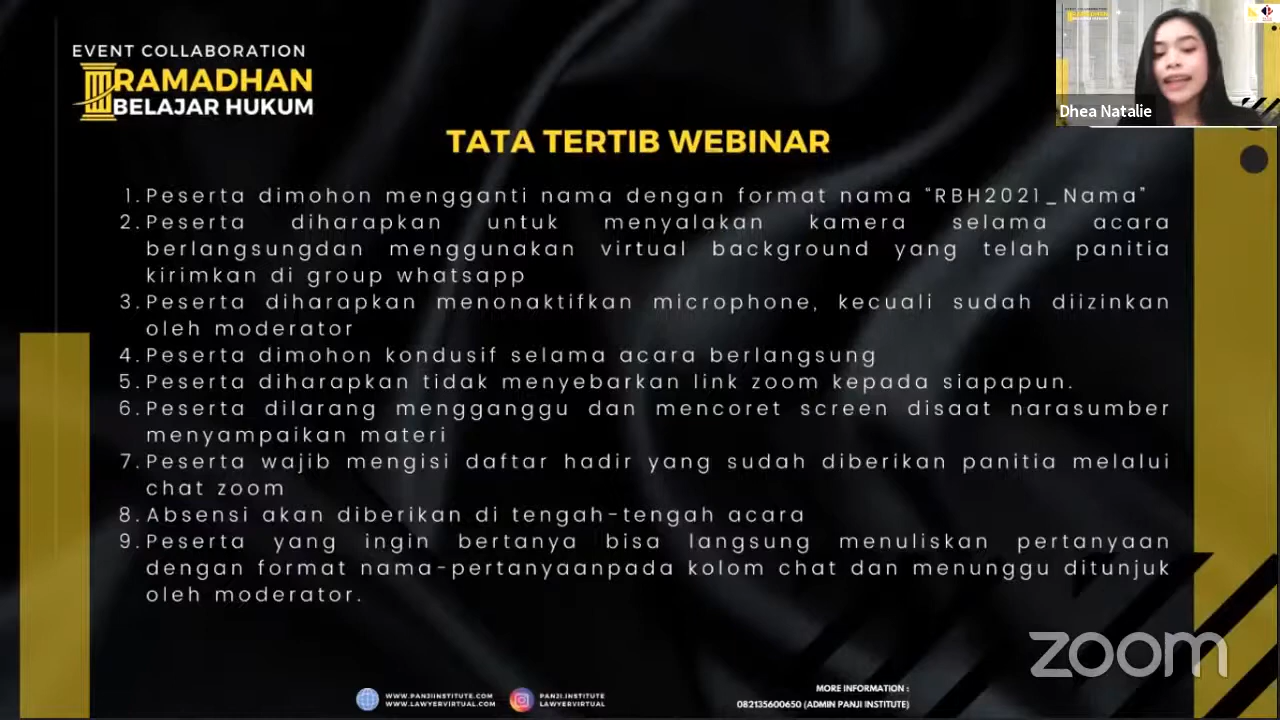 EVENT COLLABORATION
RAMADHAN
BELAJAR HUKUM
Dhea Natalie
TATA TERTIB WEBINAR
1. Peserta dimohon mengganti nama dengan format nama “RBH2021_Nama”
2. Peserta diharapkan untuk menyalakan kamera selama acara
berlangsungdan menggunakan virtual background yang telah panitia
kirimkan di group whatsapp
3. Peserta diharapkan menonaktifkan microphone, kecuali sudah diizinkan
oleh moderator
4. Peserta dimohon kondusif selama acara berlangsung
5. Peserta diharapkan tidak menyebarkan link zoom kepada siapapun.
6. Peserta dilarang mengganggu dan mencoret screen disaat narasumber
menyampaikan materi
7. Peserta wajib mengisi daftar hadir yang sudah diberikan panitia melalui
chat zoom
8. Absensi akan diberikan di tengah-tengah acara
9. Peserta yang ingin bertanya bisa langsung menuliskan pertanyaan
dengan format nama-pertanyaanpada kolom chat dan menunggu ditunjuk
oleh moderator.
zoom
WWW.PANJIINSTITUTE.COM
WWW.LAWYERVIRTUAL.COM
PANJI.INSTITUTE
LAWYERVIRTUAL
MORE INFORMATION :
082135600650 (ADMIN PANJI INSTITUTE)